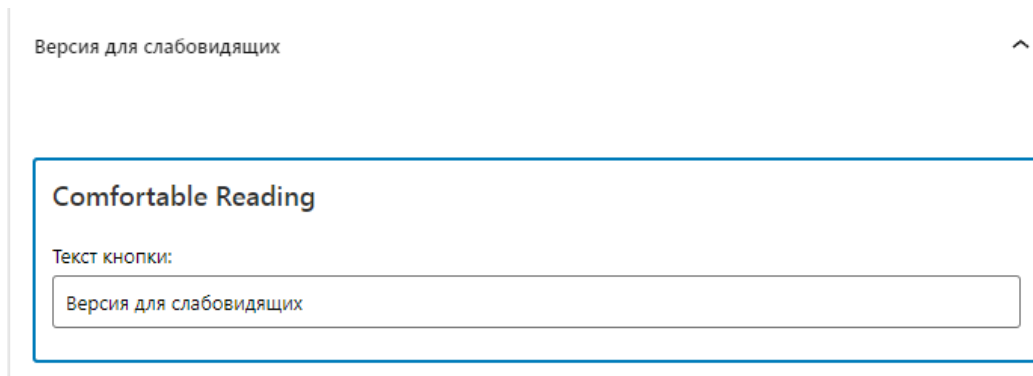 Версия для слабовидящих
Comfortable Reading
Текст кнопки:
Версия для слабовидящих